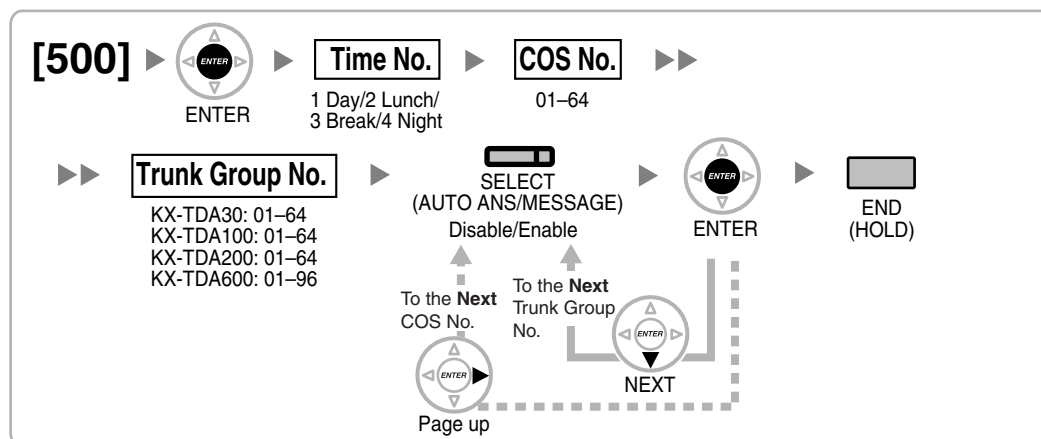 [500]
ENTER
ENTER
Time No.
1 Day/2 Lunch/
3 Break/4 Night
COS No.
01–64
Trunk Group No.
KX-TDA30: 01–64
KX-TDA100: 01–64
KX-TDA200: 01–64
KX-TDA600: 01–96
SELECT
(AUTO ANS/MESSAGE)
Disable/Enable
ENTER
ENTER
END
(HOLD)
To the Next
COS No.
ENTER
Page up
To the Next
Trunk Group
No.
ENTER
NEXT